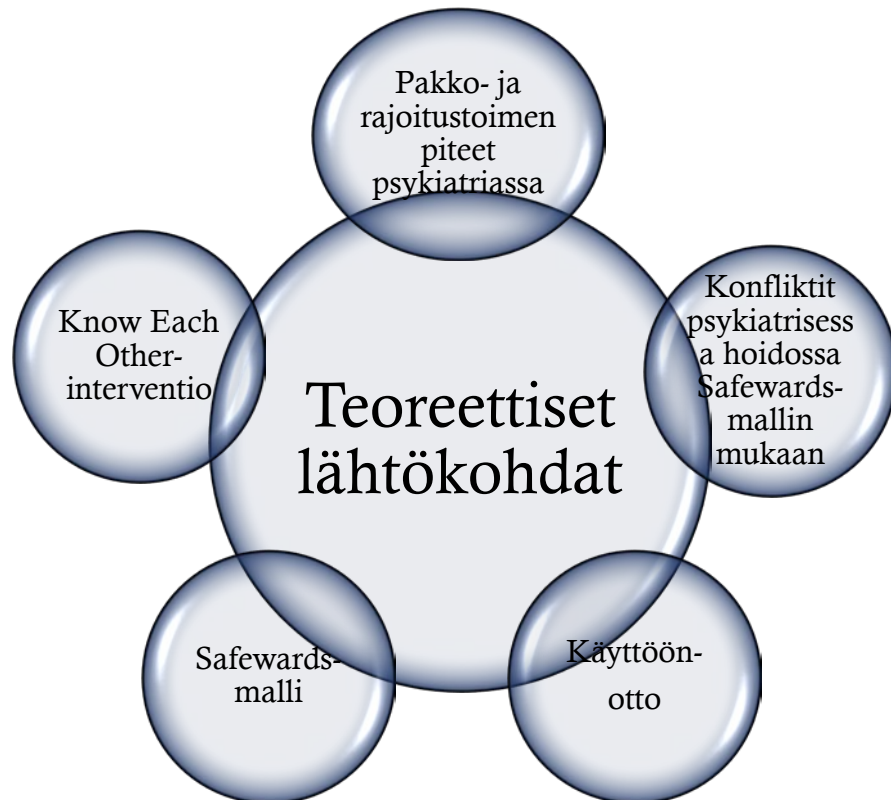 Pakko- ja
rajoitustoimen
piteet
psykiatriassa
Know Each
Other-
interventio
Konfliktit
psykiatrisess
a hoidossa
Safewards-
mallin
mukaan
Teoreettiset
lähtökohdat
Safewards-
malli
Käyttöön-
otto